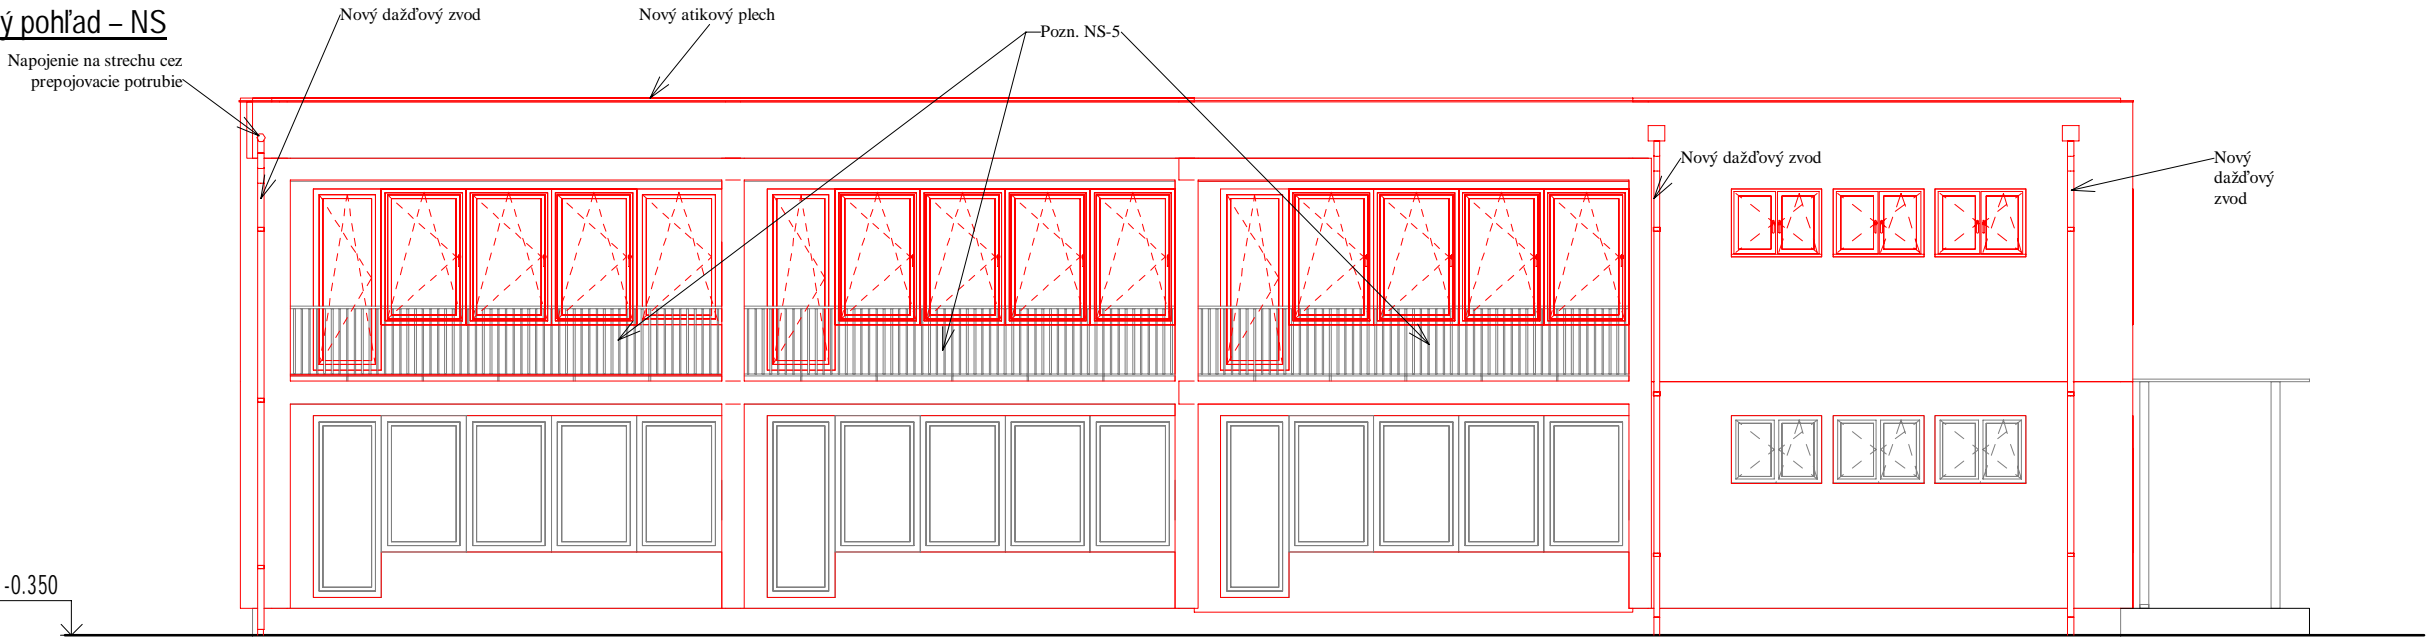 ý pohľad – NS
Nový dažďový zvod
Nový atikový plech
Pozn. NS-5
Napojenie na strechu cez
prepojovacie potrubie
Nový dažďový zvod
Nový
dažďový
zvod
-0.350